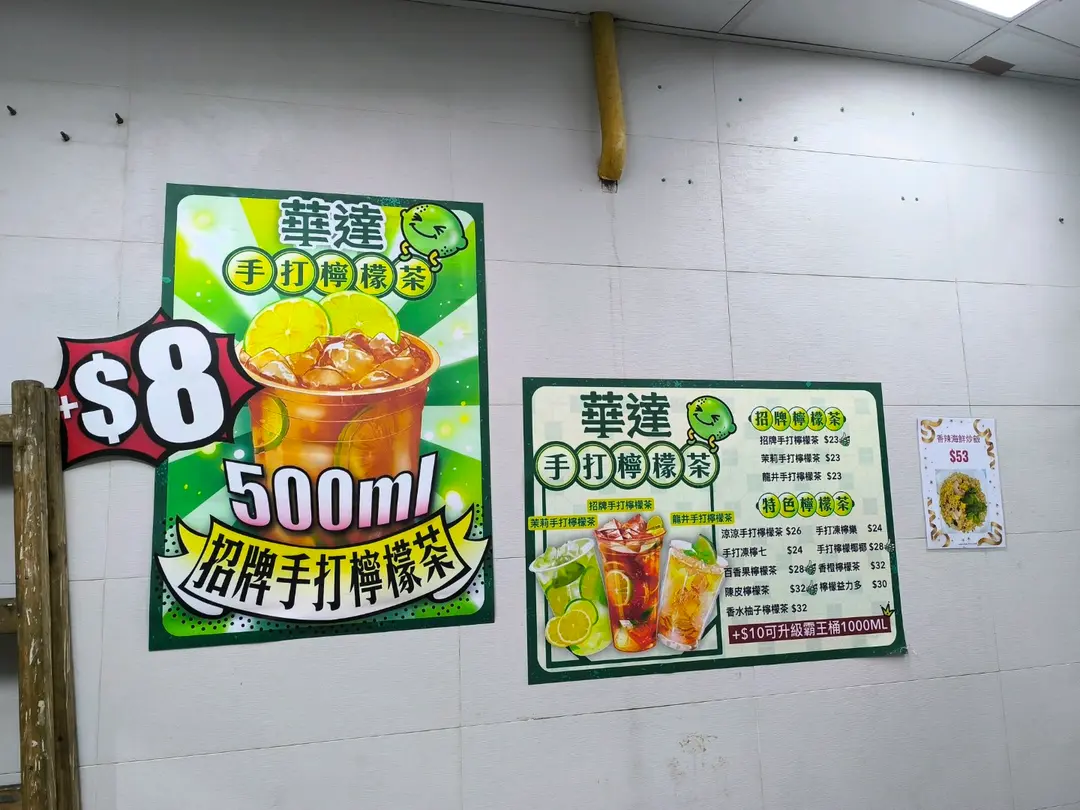 華達
手打檸檬茶
+$8
500ml
招牌手打檸檬茶
華達
手打檸檬茶
招牌手打檸檬茶
茉莉手打檸檬茶
龍井手打檸檬茶
招牌檸檬茶
招牌手打檸檬茶 $23
茉莉手打檸檬茶 $23
龍井手打檸檬茶 $23
特色檸檬茶
涼涼手打檸檬茶 $26 手打凍檸樂 $24
手打凍檸七 $24 手打檸檬椰椰 $28
百香果檸檬茶 $28 香橙檸檬茶 $32
陳皮檸檬茶 $32 檸檬益力多 $30
香水柚子檸檬茶 $32
+$10可升級霸王桶1000ML
香辣海鮮炒飯
$53